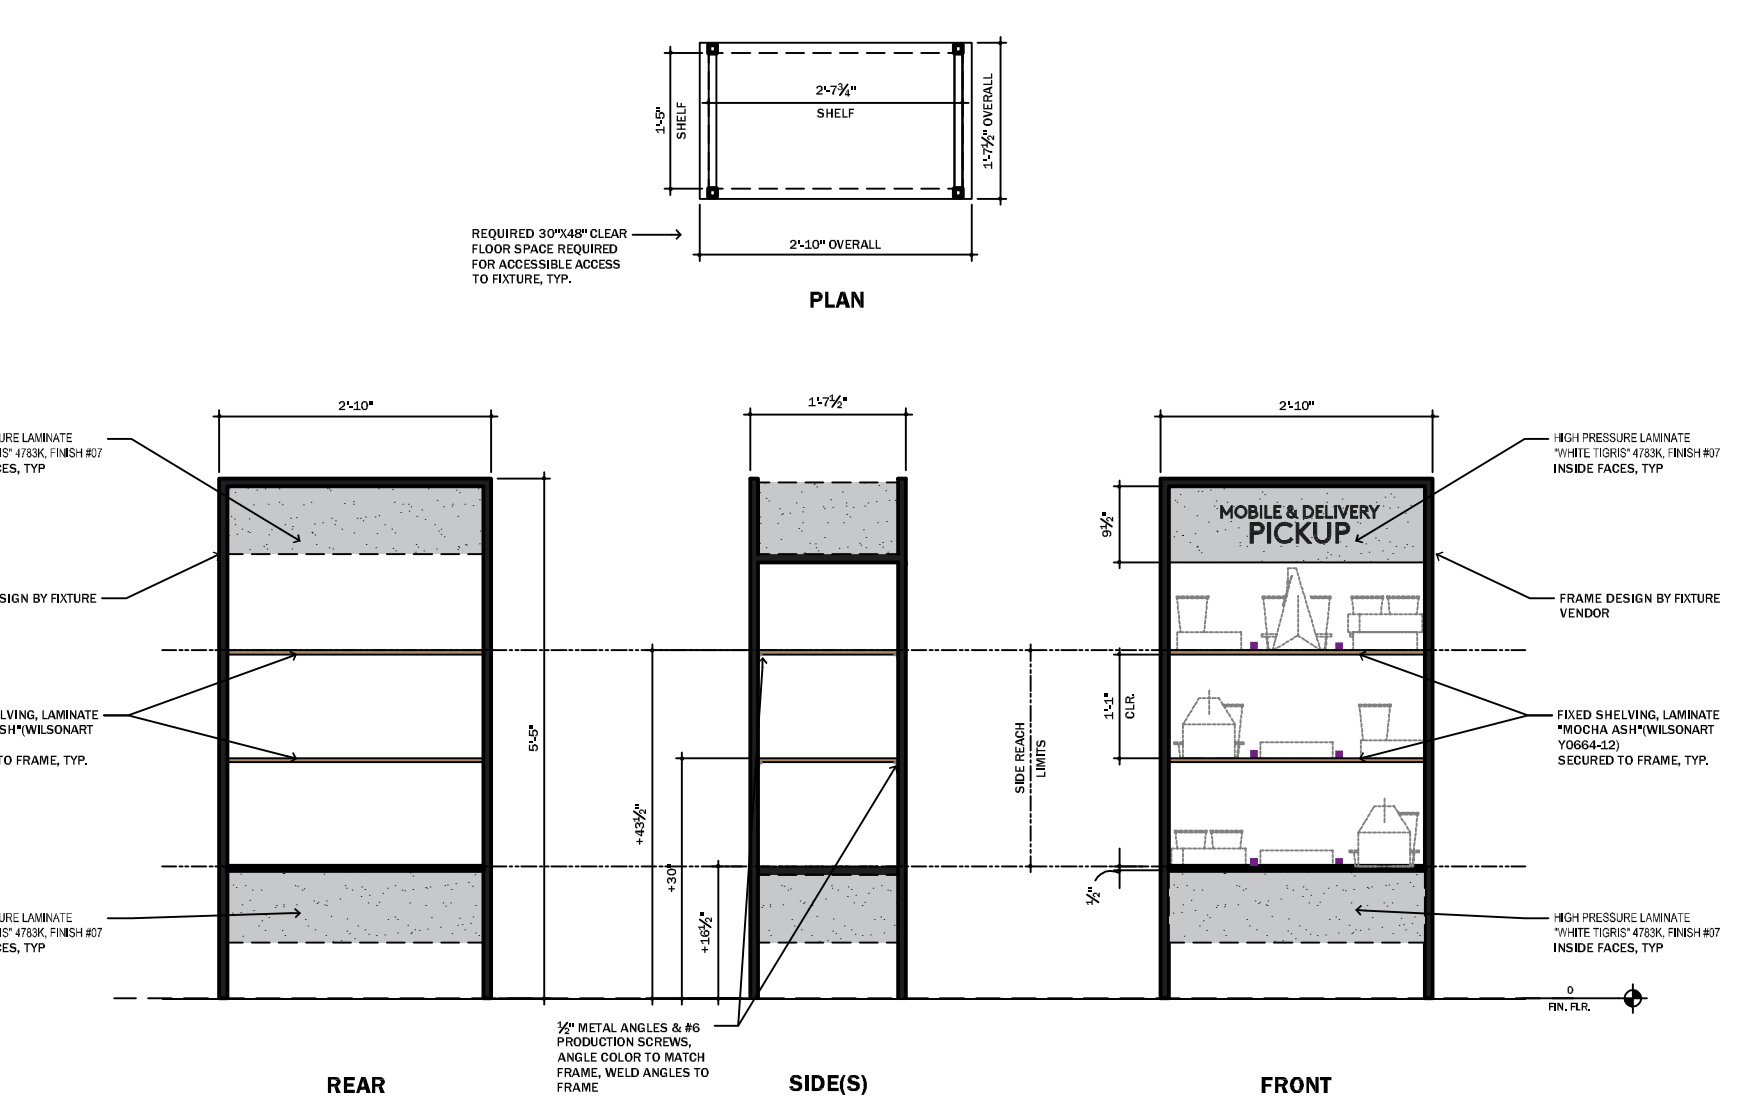 2'-7¾"
SHELF
1'-5"
SHELF
1'-7½" OVERALL
REQUIRED 30"X48" CLEAR
FLOOR SPACE REQUIRED
FOR ACCESSIBLE ACCESS
TO FIXTURE, TYP.
2'-10" OVERALL
PLAN
2'-10"
URE LAMINATE
IS" 4783K, FINISH #07
CES, TYP
SIGN BY FIXTURE
LVING, LAMINATE
SH"(WILSONART
TO FRAME, TYP.
URE LAMINATE
IS" 4783K, FINISH #07
CES, TYP
5'-5"
REAR
1'-7½"
+43½"
+30"
+16½"
SIDE REACH
LIMITS
½" METAL ANGLES & #6
PRODUCTION SCREWS,
ANGLE COLOR TO MATCH
FRAME, WELD ANGLES TO
FRAME
SIDE(S)
2'-10"
9½"
MOBILE & DELIVERY
PICKUP
1'-1"
CLR.
½"
HIGH PRESSURE LAMINATE
"WHITE TIGRIS" 4783K, FINISH #07
INSIDE FACES, TYP
FRAME DESIGN BY FIXTURE
VENDOR
FIXED SHELVING, LAMINATE
"MOCHA ASH"(WILSONART
Y0664-12)
SECURED TO FRAME, TYP.
HIGH PRESSURE LAMINATE
"WHITE TIGRIS" 4783K, FINISH #07
INSIDE FACES, TYP
0
FIN. FLR.
FRONT